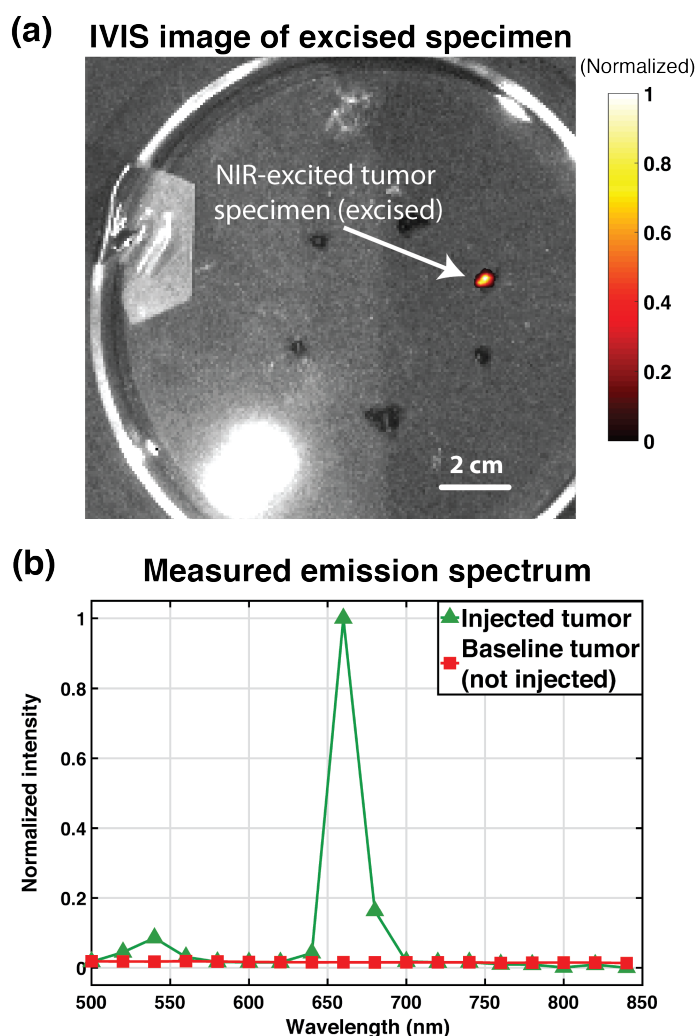 (a) IVIS image of excised specimen
(Normalized)
NIR-excited tumor
specimen (excised)
2 cm
1
0.8
0.6
0.4
0.2
0
(b) Measured emission spectrum
Injected tumor
Baseline tumor
(not injected)
Normalized intensity
1
0.8
0.6
0.4
0.2
0
500 550 600 650 700 750 800 850
Wavelength (nm)